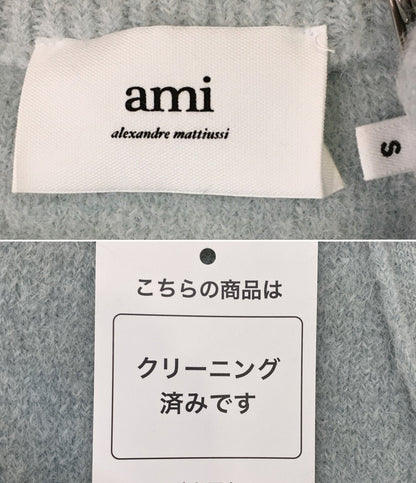 ami
alexandre mattiussi
S
こちらの商品は
クリーニング
済みです